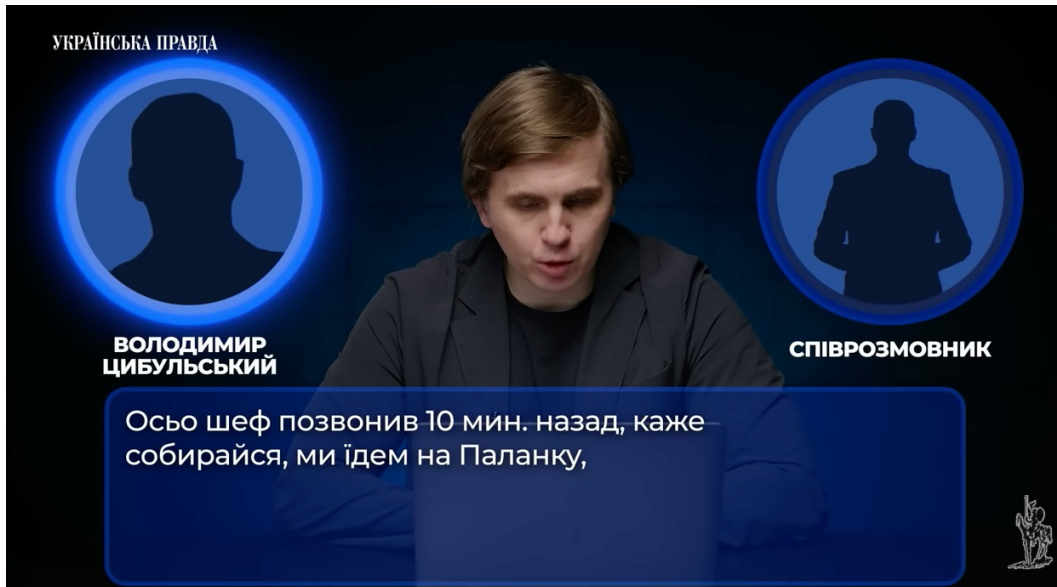 УКРАЇНСЬКА ПРАВДА
ВОЛОДИМИР
ЦИБУЛЬСЬКИЙ
СПІВРОЗМОВНИК
Осьо шеф позвонив 10 мин. назад, каже
собирайся, ми їдем на Паланку,